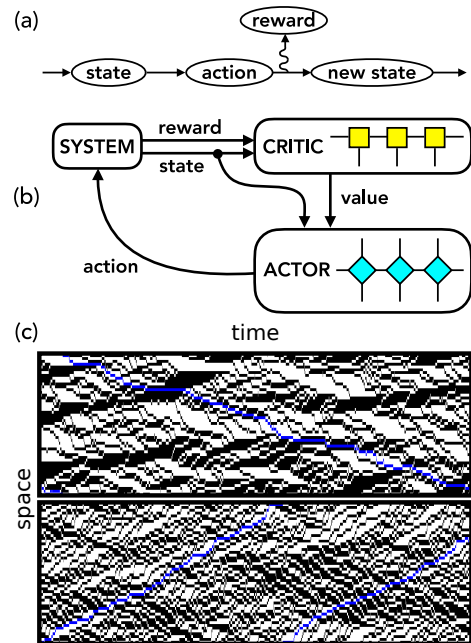 (a)
reward
state
action
new state
reward
SYSTEM
CRITIC
state
(b)
value
action
ACTOR
(c)
time
space